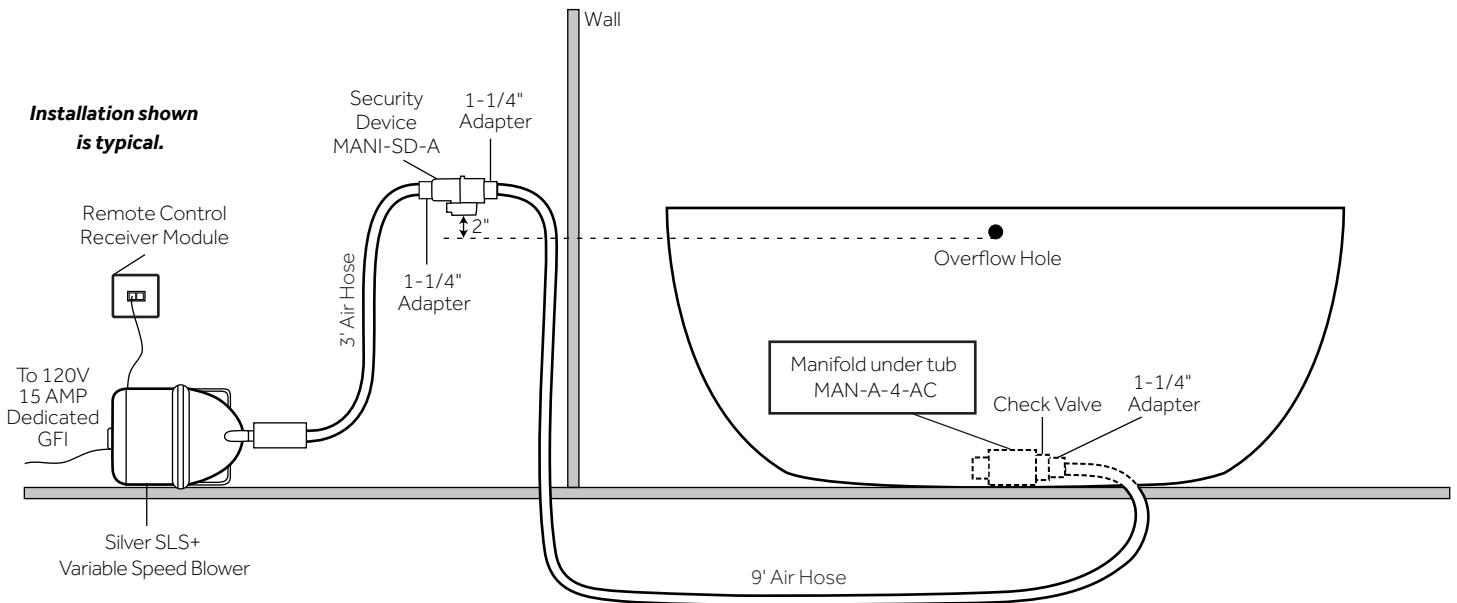 Wall
Installation shown
is typical.
Security
Device
MANI-SD-A
1-1/4"
Adapter
2"
Remote Control
Receiver Module
Overflow Hole
1-1/4"
Adapter
3' Air Hose
To 120V
15 AMP
Dedicated
GFI
Manifold under tub
MAN-A-4-AC
Check Valve
1-1/4"
Adapter
Silver SLS+
Variable Speed Blower
9' Air Hose